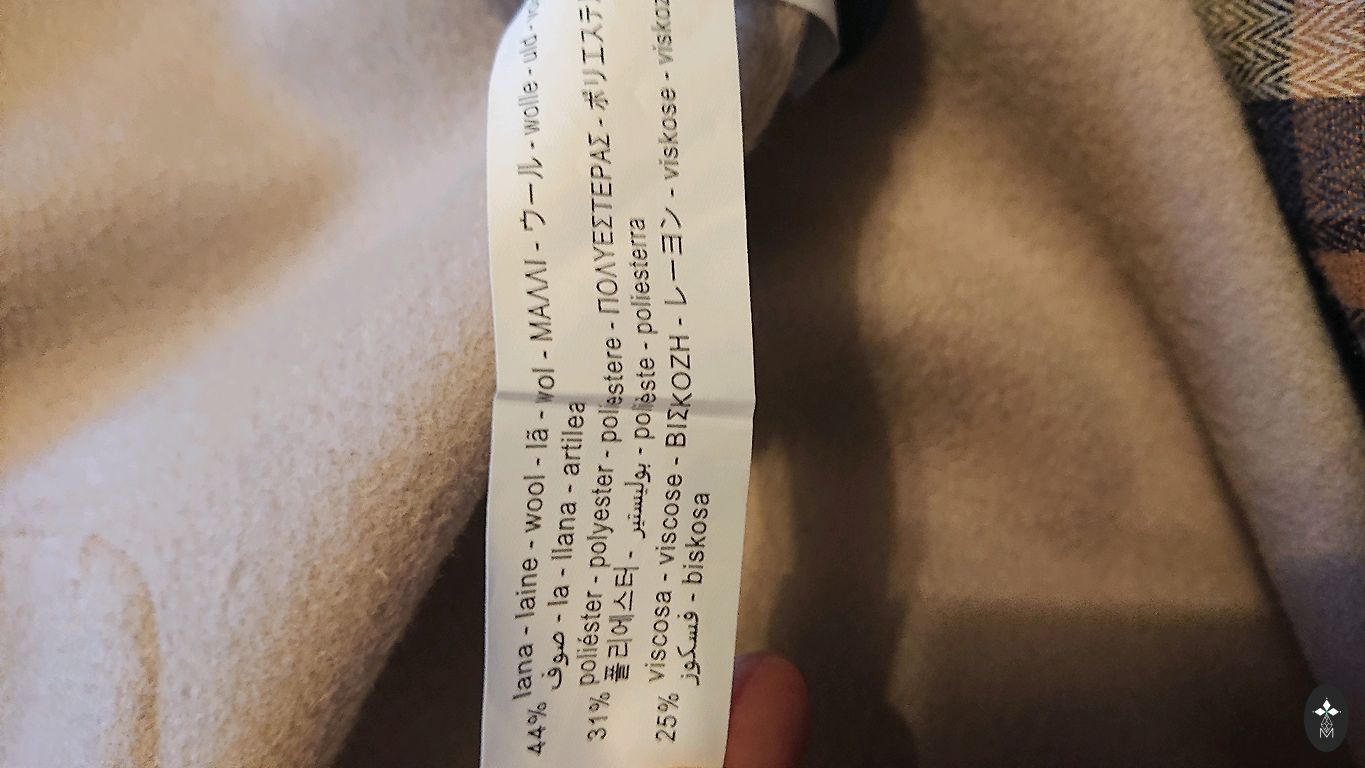 44% lana - laine - wool - lã - wol - ΜΑΛΛΙ - ウール - wolle - uld -
صوف - la - llana - artilea
31% poliéster - polyester - poliestere - ΠΟΛΥΕΣΤΕΡΑΣ - ポリエステ
폴리에스터 - بوليستير - polièste - poliesterra
25% viscosa - viscose - ΒΙΣΚΟΖΗ - レーヨン - viskose - viskoz
فسكوز - biskosa
M